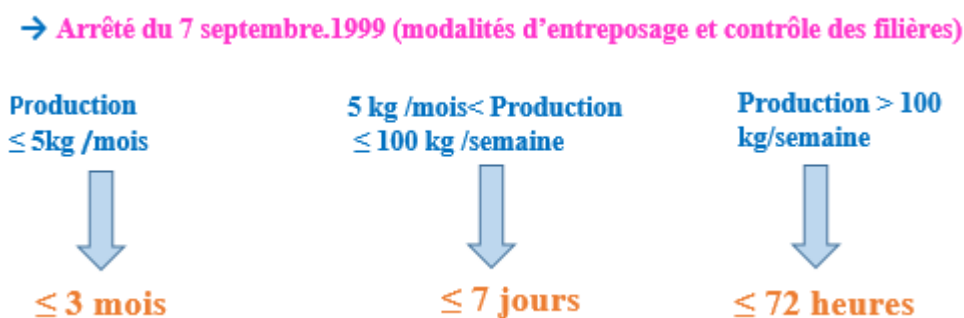 → Arrêté du 7 septembre.1999 (modalités d’entreposage et contrôle des filières)
Production
≤ 5kg /mois
5 kg /mois< Production
≤ 100 kg /semaine
Production > 100
kg/semaine
≤ 3 mois
≤ 7 jours
≤ 72 heures